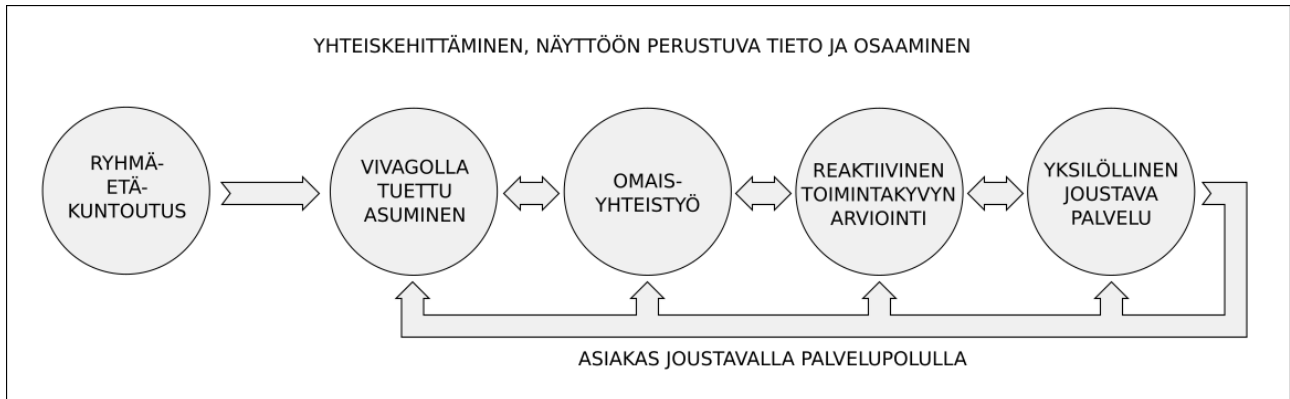 YHTEISKEHITTÄMINEN, NÄYTTÖÖN PERUSTUVA TIETO JA OSAAMINEN
RYHMÄ-
ETÄ-
KUNTOUTUS
VIVAGOLLA
TUETTU
ASUMINEN
OMAIS-
YHTEISTYÖ
REAKTIIVINEN
TOIMINTAKYVYN
ARVIOINTI
YKSILÖLLINEN
JOUSTAVA
PALVELU
ASIAKAS JOUSTAVALLA PALVELUPOLULLA